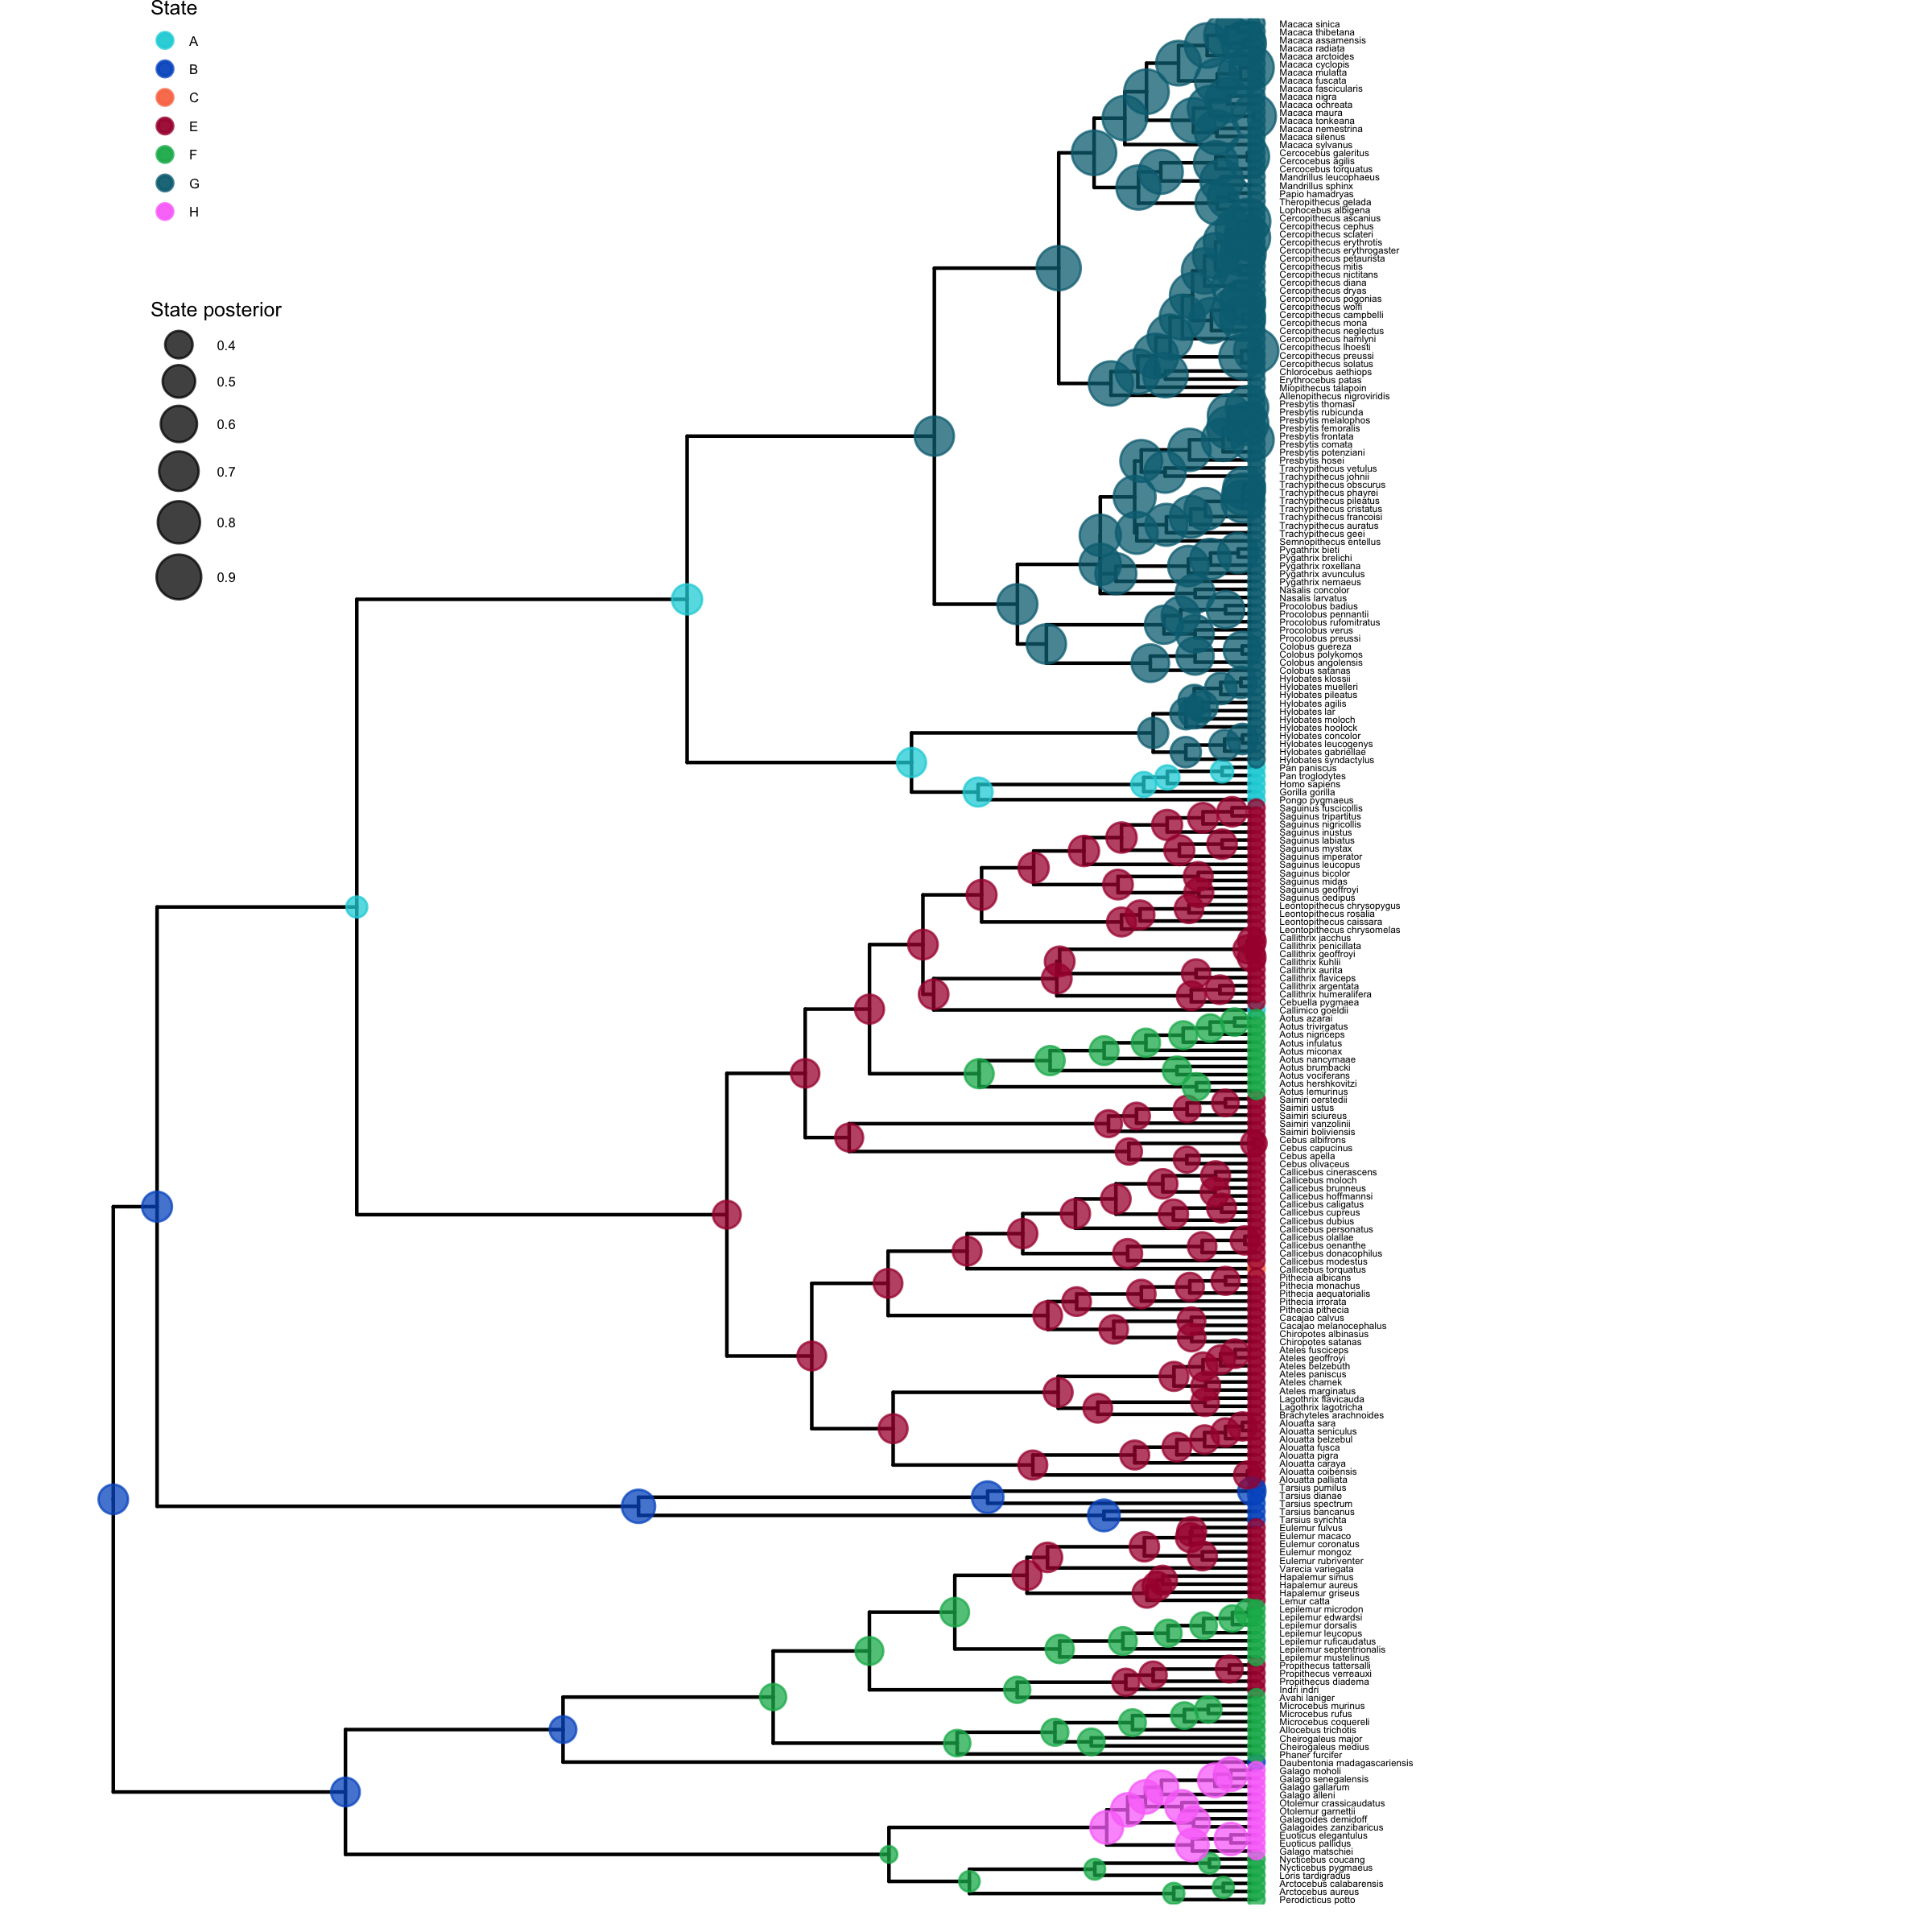 State
A
B
C
E
F
G
H
State posterior
0.4
0.5
0.6
0.7
0.8
0.9
Macaca sinica
Macaca thibetana
Macaca assamensis
Macaca radiata
Macaca arctoides
Macaca cyclopis
Macaca mulatta
Macaca fuscata
Macaca fascicularis
Macaca nigra
Macaca ochreata
Macaca maura
Macaca tonkeana
Macaca nemestrina
Macaca silenus
Macaca sylvanus
Cercocebus galeritus
Cercocebus agilis
Cercocebus torquatus
Mandrillus leucophaeus
Mandrillus sphinx
Papio hamadryas
Theropithecus gelada
Lophocebus albigena
Cercopithecus ascanius
Cercopithecus cephus
Cercopithecus sclateri
Cercopithecus erythrotis
Cercopithecus erythrogaster
Cercopithecus petaurista
Cercopithecus mitis
Cercopithecus nictitans
Cercopithecus diana
Cercopithecus dryas
Cercopithecus pogonias
Cercopithecus wolfi
Cercopithecus campbelli
Cercopithecus mona
Cercopithecus neglectus
Cercopithecus hamlyni
Cercopithecus lhoesti
Cercopithecus preussi
Cercopithecus solatus
Chlorocebus aethiops
Erythrocebus patas
Miopithecus talapoin
Allenopithecus nigroviridis
Presbytis thomasi
Presbytis rubicunda
Presbytis melalophos
Presbytis femoralis
Presbytis frontata
Presbytis comata
Presbytis potenziani
Presbytis hosei
Trachypithecus vetulus
Trachypithecus johnii
Trachypithecus obscurus
Trachypithecus phayrei
Trachypithecus pileatus
Trachypithecus cristatus
Trachypithecus francoisi
Trachypithecus auratus
Trachypithecus geei
Semnopithecus entellus
Pygathrix bieti
Pygathrix brelichi
Pygathrix roxellana
Pygathrix avunculus
Pygathrix nemaeus
Nasalis concolor
Nasalis larvatus
Procolobus badius
Procolobus pennantii
Procolobus rufomitratus
Procolobus verus
Procolobus preussi
Colobus guereza
Colobus polykomos
Colobus angolensis
Colobus satanas
Hylobates klossii
Hylobates muelleri
Hylobates pileatus
Hylobates agilis
Hylobates lar
Hylobates moloch
Hylobates hoolock
Hylobates concolor
Hylobates leucogenys
Hylobates gabriellae
Hylobates syndactylus
Pan paniscus
Pan troglodytes
Homo sapiens
Gorilla gorilla
Pongo pygmaeus
Saguinus fuscicollis
Saguinus tripartitus
Saguinus nigricollis
Saguinus inustus
Saguinus labiatus
Saguinus mystax
Saguinus imperator
Saguinus leucopus
Saguinus bicolor
Saguinus midas
Saguinus geoffroyi
Saguinus oedipus
Leontopithecus chrysopygus
Leontopithecus rosalia
Leontopithecus caissara
Leontopithecus chrysomelas
Callithrix jacchus
Callithrix penicillata
Callithrix geoffroyi
Callithrix kuhlii
Callithrix aurita
Callithrix flaviceps
Callithrix argentata
Callithrix humeralifera
Cebuella pygmaea
Callimico goeldii
Aotus azarai
Aotus trivirgatus
Aotus nigriceps
Aotus infulatus
Aotus miconax
Aotus nancymaae
Aotus brumbacki
Aotus vociferans
Aotus hershkovitzi
Aotus lemurinus
Saimiri oerstedii
Saimiri ustus
Saimiri sciureus
Saimiri vanzolinii
Saimiri boliviensis
Cebus albifrons
Cebus capucinus
Cebus apella
Cebus olivaceus
Callicebus cinerascens
Callicebus moloch
Callicebus brunneus
Callicebus hoffmannsi
Callicebus caligatus
Callicebus cupreus
Callicebus dubius
Callicebus personatus
Callicebus olallae
Callicebus oenanthe
Callicebus donacophilus
Callicebus modestus
Callicebus torquatus
Pithecia albicans
Pithecia monachus
Pithecia aequatorialis
Pithecia irrorata
Pithecia pithecia
Cacajao calvus
Cacajao melanocephalus
Chiropotes albinasus
Chiropotes satanas
Ateles fusciceps
Ateles geoffroyi
Ateles belzebuth
Ateles paniscus
Ateles chamek
Ateles marginatus
Lagothrix flavicauda
Lagothrix lagotricha
Brachyteles arachnoides
Alouatta sara
Alouatta seniculus
Alouatta belzebul
Alouatta fusca
Alouatta pigra
Alouatta caraya
Alouatta coibensis
Alouatta palliata
Tarsius pumilus
Tarsius dianae
Tarsius spectrum
Tarsius bancanus
Tarsius syrichta
Eulemur fulvus
Eulemur macaco
Eulemur coronatus
Eulemur mongoz
Eulemur rubriventer
Varecia variegata
Hapalemur simus
Hapalemur aureus
Hapalemur griseus
Lemur catta
Lepilemur microdon
Lepilemur edwardsi
Lepilemur dorsalis
Lepilemur leucopus
Lepilemur ruficaudatus
Lepilemur septentrionalis
Lepilemur mustelinus
Propithecus tattersalli
Propithecus verreauxi
Propithecus diadema
Indri indri
Avahi laniger
Microcebus murinus
Microcebus rufus
Microcebus coquereli
Allocebus trichotis
Cheirogaleus major
Cheirogaleus medius
Phaner furcifer
Daubentonia madagascariensis
Galago moholi
Galago senegalensis
Galago gallarum
Galago alleni
Otolemur crassicaudatus
Otolemur garnettii
Galagoides demidoff
Galagoides zanzibaricus
Euoticus elegantulus
Euoticus pallidus
Galago matschiei
Nycticebus coucang
Nycticebus pygmaeus
Loris tardigradus
Arctocebus calabarensis
Arctocebus aureus
Perodicticus potto